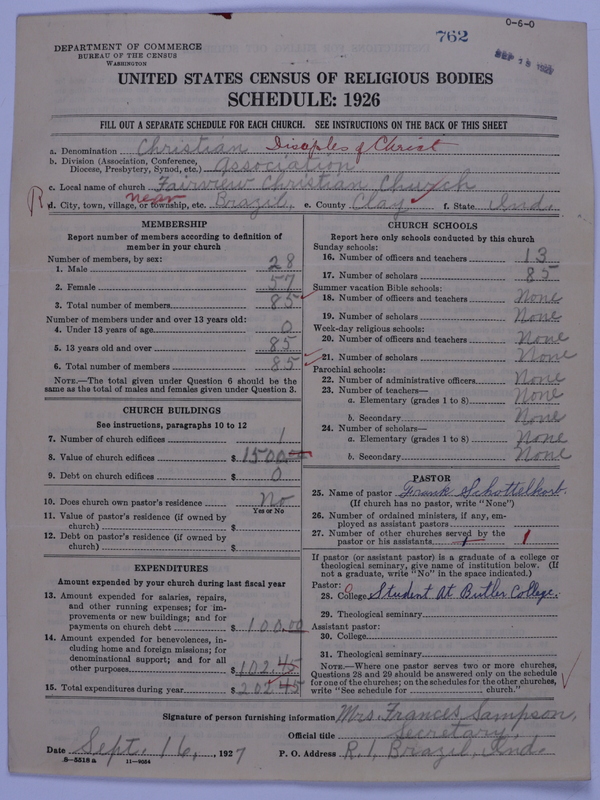 0-6-0
762
SEP 28 1927
DEPARTMENT OF COMMERCE
BUREAU OF THE CENSUS
WASHINGTON
UNITED STATES CENSUS OF RELIGIOUS BODIES
SCHEDULE: 1926
FILL OUT A SEPARATE SCHEDULE FOR EACH CHURCH. SEE INSTRUCTIONS ON THE BACK OF THIS SHEET
a. Denomination Christian Disciples of Christ
b. Division (Association, Conference,
Diocese, Presbytery, Synod, etc.) Association
c. Local name of church Fairview Christian Church
R d. City, town, village, or township, etc. near Brazil, e. County Clay f. State Ind.
MEMBERSHIP
Report number of members according to definition of
member in your church
Number of members, by sex:
1. Male 28
2. Female 57
3. Total number of members 85
Number of members under and over 13 years old:
4. Under 13 years of age 0
5. 13 years old and over 85
6. Total number of members 85
NOTE.—The total given under Question 6 should be the
same as the total of males and females given under Question 3.
CHURCH BUILDINGS
See instructions, paragraphs 10 to 12
7. Number of church edifices 1
8. Value of church edifices $ 1500.00
9. Debt on church edifices $ 0
10. Does church own pastor's residence No
Yes or No
11. Value of pastor's residence (if owned by
church) $
12. Debt on pastor's residence (if owned by
church) $
EXPENDITURES
Amount expended by your church during last fiscal year
13. Amount expended for salaries, repairs,
and other running expenses; for im-
provements or new buildings; and for
payments on church debt $ 100.00
14. Amount expended for benevolences, in-
cluding home and foreign missions; for
denominational support; and for all
other purposes $ 102.45
15. Total expenditures during year $ 202.45
CHURCH SCHOOLS
Report here only schools conducted by this church
Sunday schools:
16. Number of officers and teachers 13
17. Number of scholars 85
Summer vacation Bible schools:
18. Number of officers and teachers None
19. Number of scholars None
Week-day religious schools:
20. Number of officers and teachers None
21. Number of scholars None
Parochial schools:
22. Number of administrative officers None
23. Number of teachers—
a. Elementary (grades 1 to 8) None
b. Secondary None
24. Number of scholars—
a. Elementary (grades 1 to 8) None
b. Secondary None
PASTOR
25. Name of pastor Frank Schottelkorb.
(If church has no pastor, write "None")
26. Number of ordained ministers, if any, em-
ployed as assistant pastors
27. Number of other churches served by the
pastor or his assistants 1 1
If pastor (or assistant pastor) is a graduate of a college or
theological seminary, give name of institution below. (If
not a graduate, write "No" in the space indicated.)
Pastor:
28. College Student at Butler College.
29. Theological seminary
Assistant pastor:
30. College
31. Theological seminary
NOTE.—Where one pastor serves two or more churches,
Questions 28 and 29 should be answered only on the schedule
for one of the churches; on the schedules for the other churches,
write "See schedule for church."
Signature of person furnishing information Mrs. Frances Sampson,
Official title Secretary,
Date Sept. 16, 1927 P. O. Address R. 1, Brazil, Ind.
8—5518 a 11—9084